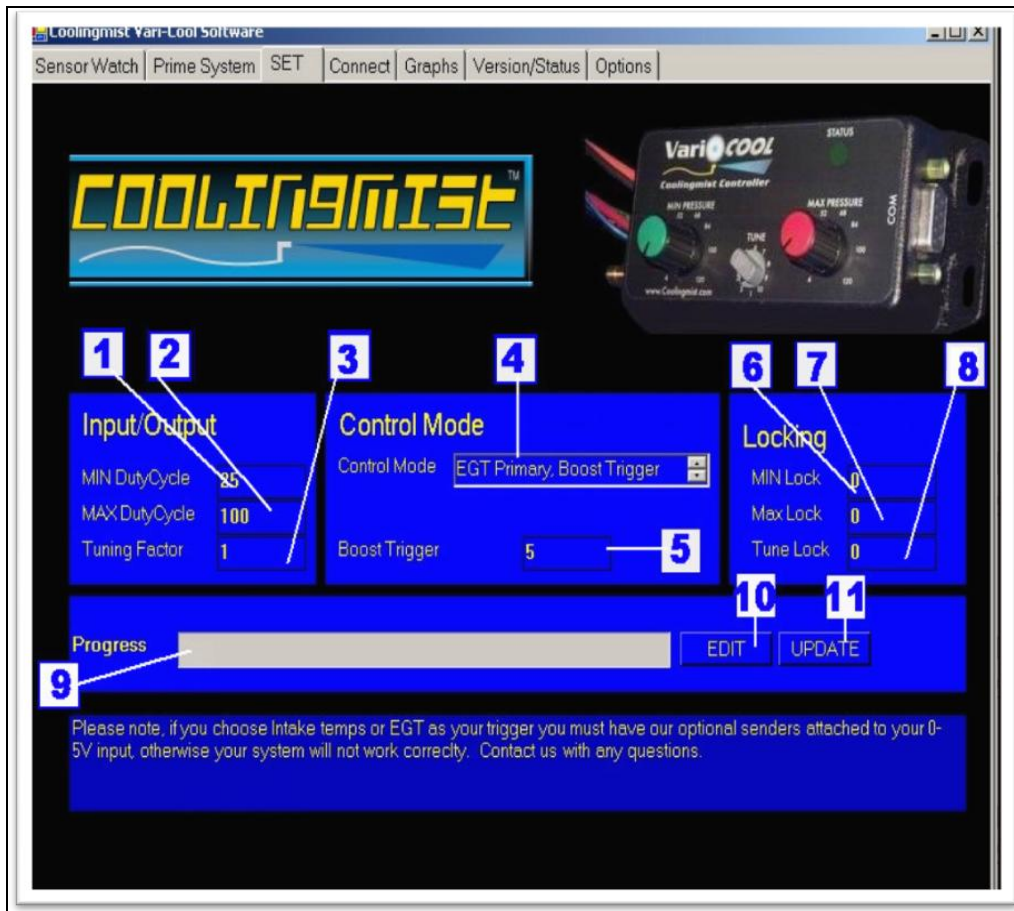 Coolingmist Vari-Cool Software
Sensor Watch Prime System SET Connect Graphs Version/Status Options
COOLINGMIST TM
Vari COOL
Coolingmist Controller
STATUS
MIN PRESSURE
MAX PRESSURE
TUNE
COM
www.Coolingmist.com
1 2 3 4 5 6 7 8
Input/Output
MIN DutyCycle 25
MAX DutyCycle 100
Tuning Factor 1
Control Mode
Control Mode EGT Primary, Boost Trigger
Boost Trigger 5
Locking
MIN Lock 0
Max Lock 0
Tune Lock 0
10 11
Progress
EDIT UPDATE
9
Please note, if you choose Intake temps or EGT as your trigger you must have our optional senders attached to your 0-
5V input, otherwise your system will not work correclty. Contact us with any questions.